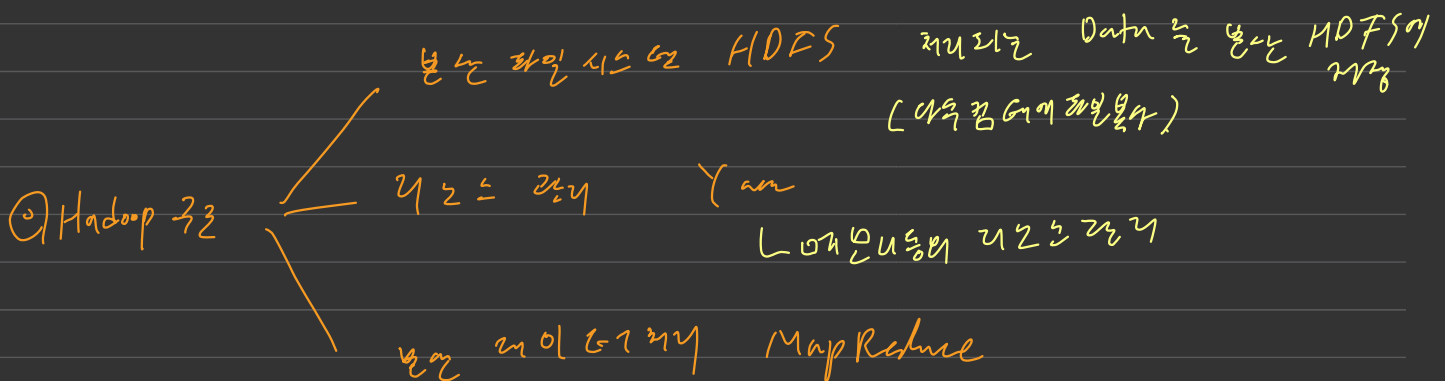 분산 파일 시스템 HDFS 처리되는 Data를 분산 HDFS에 저장
(다수 컴터에 파일복사)
리소스 관리 Yarn
⊙ Hadoop 구조
ㄴ 메모리 등의 리소스 관리
분산 데이터 처리 MapReduce